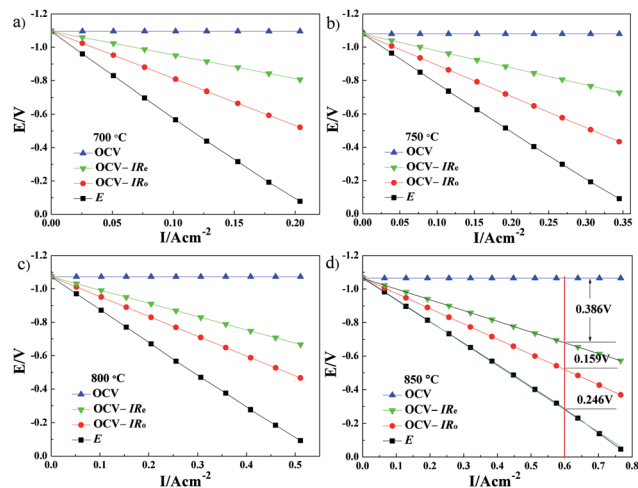 a)
-1.2
-1.0
-0.8
-0.6
-0.4
-0.2
0.0
E/V
700 °C
OCV
OCV– IRe
OCV– IRo
E
0.00 0.05 0.10 0.15 0.20
I/Acm-2
b)
-1.2
-1.0
-0.8
-0.6
-0.4
-0.2
0.0
E/V
750 °C
OCV
OCV– IRe
OCV– IRo
E
0.00 0.05 0.10 0.15 0.20 0.25 0.30 0.35
I/Acm-2
c)
-1.2
-1.0
-0.8
-0.6
-0.4
-0.2
0.0
E/V
800 °C
OCV
OCV– IRe
OCV– IRo
E
0.0 0.1 0.2 0.3 0.4 0.5
I/Acm-2
d)
-1.2
-1.0
-0.8
-0.6
-0.4
-0.2
0.0
E/V
0.386V
0.159V
0.246V
850 °C
OCV
OCV– IRe
OCV– IRo
E
0.0 0.1 0.2 0.3 0.4 0.5 0.6 0.7 0.8
I/Acm-2